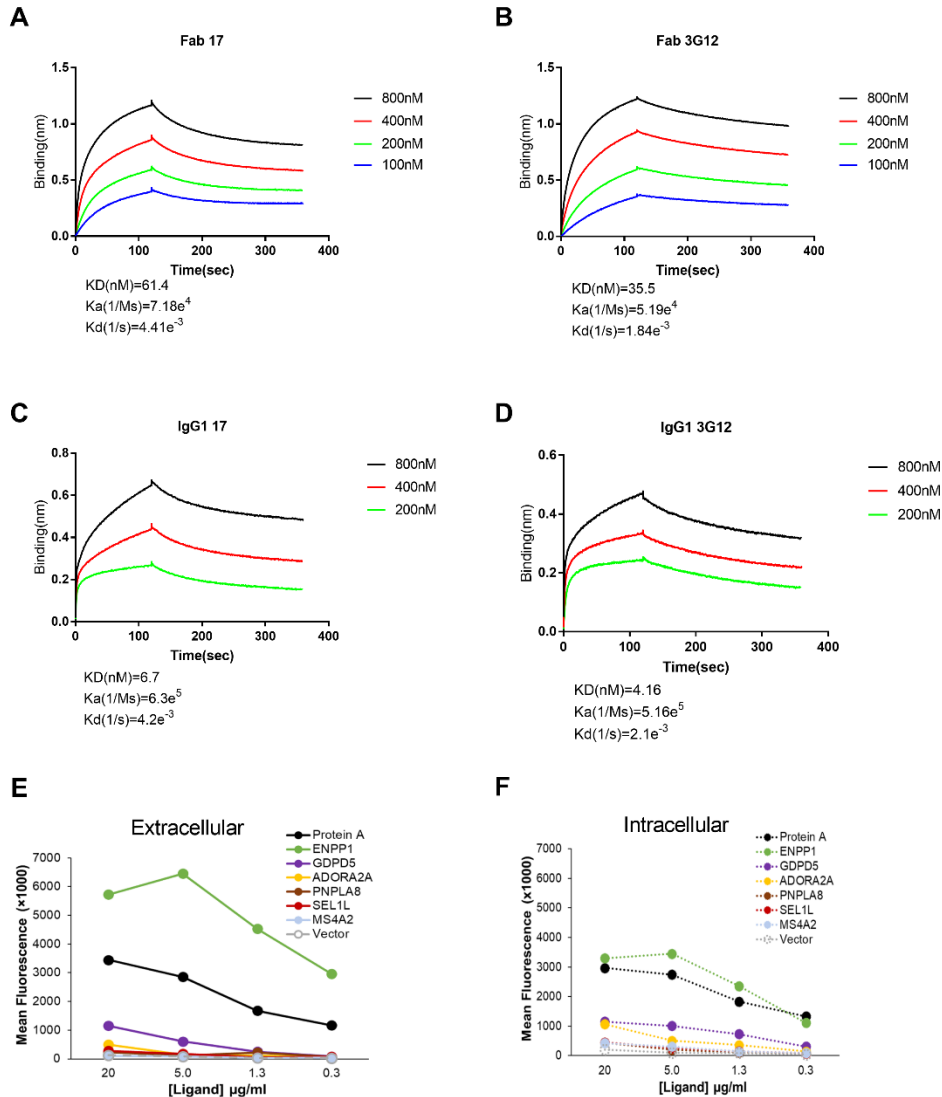 A
Fab 17
Binding(nm)
1.5
1.0
0.5
0.0
0 100 200 300 400
Time(sec)
800nM
400nM
200nM
100nM
KD(nM)=61.4
Ka(1/Ms)=7.18e⁴
Kd(1/s)=4.41e⁻³
B
Fab 3G12
Binding(nm)
1.5
1.0
0.5
0.0
0 100 200 300 400
Time(sec)
800nM
400nM
200nM
100nM
KD(nM)=35.5
Ka(1/Ms)=5.19e⁴
Kd(1/s)=1.84e⁻³
C
IgG1 17
Binding(nm)
0.8
0.6
0.4
0.2
0.0
0 100 200 300 400
Time(sec)
800nM
400nM
200nM
KD(nM)=6.7
Ka(1/Ms)=6.3e⁵
Kd(1/s)=4.2e⁻³
D
IgG1 3G12
Binding(nm)
0.6
0.4
0.2
0.0
0 100 200 300 400
Time(sec)
800nM
400nM
200nM
KD(nM)=4.16
Ka(1/Ms)=5.16e⁵
Kd(1/s)=2.1e⁻³
E
Extracellular
Mean Fluorescence (×1000)
7000
6000
5000
4000
3000
2000
1000
0
20 5.0 1.3 0.3
[Ligand] µg/ml
Protein A
ENPP1
GDPD5
ADORA2A
PNPLA8
SEL1L
MS4A2
Vector
F
Intracellular
Mean Fluorescence (×1000)
7000
6000
5000
4000
3000
2000
1000
0
20 5.0 1.3 0.3
[Ligand] µg/ml
Protein A
ENPP1
GDPD5
ADORA2A
PNPLA8
SEL1L
MS4A2
Vector